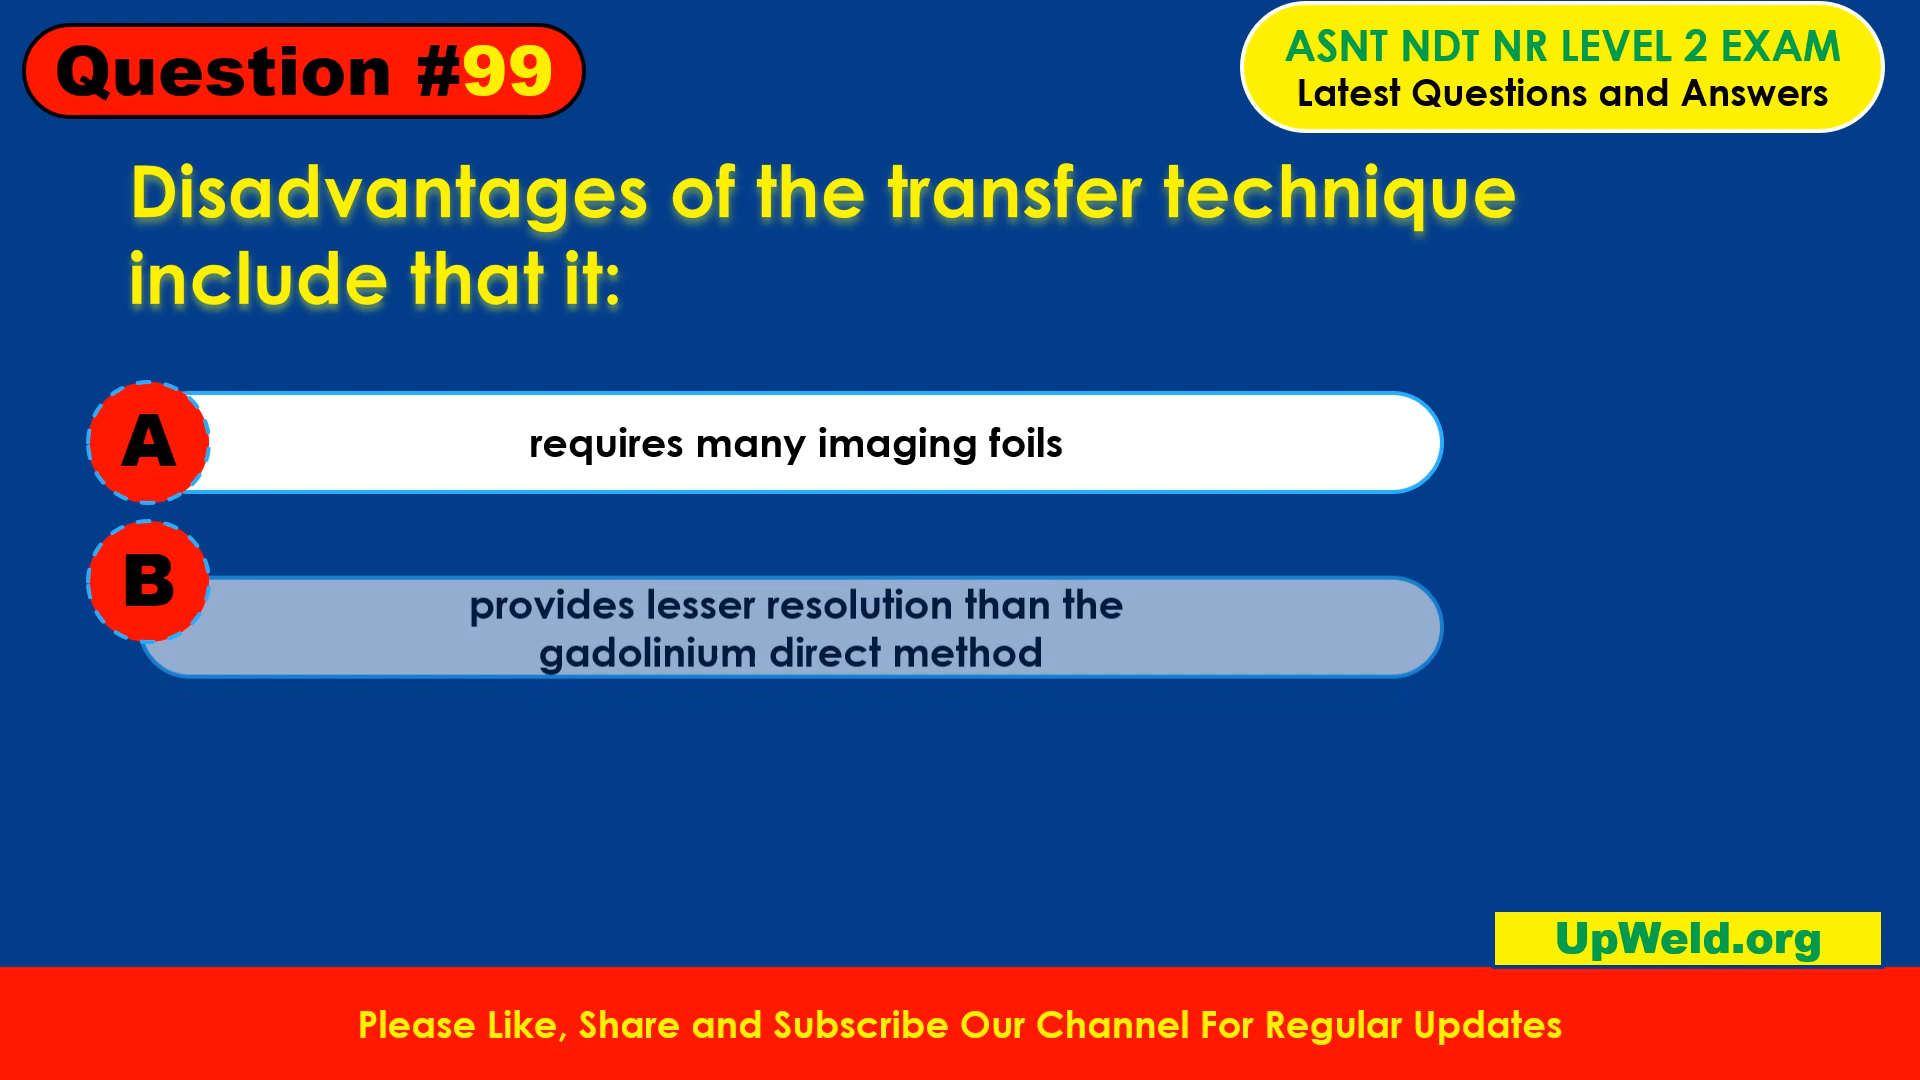 Question #99
ASNT NDT NR LEVEL 2 EXAM
Latest Questions and Answers
Disadvantages of the transfer technique
include that it:
A
requires many imaging foils
B
provides lesser resolution than the
gadolinium direct method
UpWeld.org
Please Like, Share and Subscribe Our Channel For Regular Updates